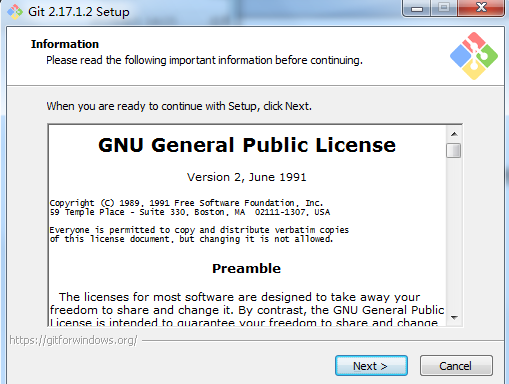 Git 2.17.1.2 Setup
Information
Please read the following important information before continuing.
When you are ready to continue with Setup, click Next.
GNU General Public License
Version 2, June 1991
Copyright (C) 1989, 1991 Free Software Foundation, Inc.
59 Temple Place - Suite 330, Boston, MA  02111-1307, USA
Everyone is permitted to copy and distribute verbatim copies
of this license document, but changing it is not allowed.
Preamble
The licenses for most software are designed to take away your
freedom to share and change it. By contrast, the GNU General Public
License is intended to guarantee your freedom to share and change
https://gitforwindows.org/
Next >
Cancel